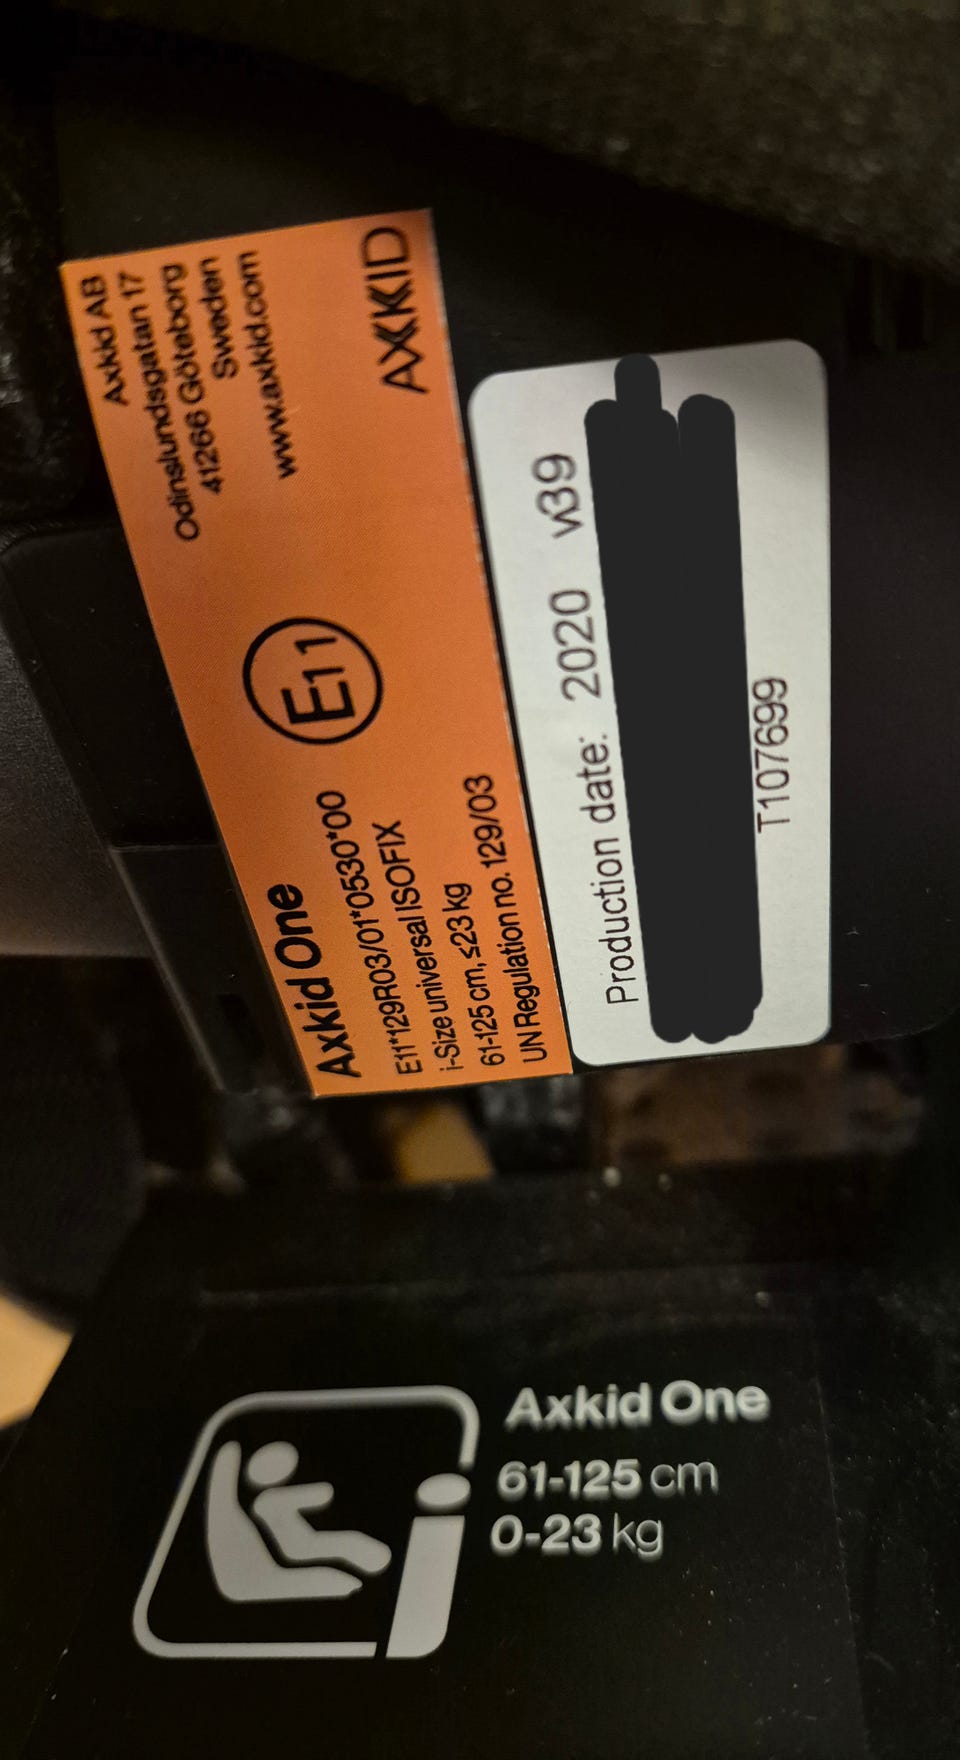 Axkid AB
Odinslundsgatan 17
41266 Göteborg
Sweden
www.axkid.com
AXKID
E11
Axkid One
E11*129R03/01*0530*00
i-Size universal ISOFIX
61-125 cm, ≤23 kg
UN Regulation no. 129/03
Production date: 2020 v39
T107699
Axkid One
61-125 cm
0-23 kg